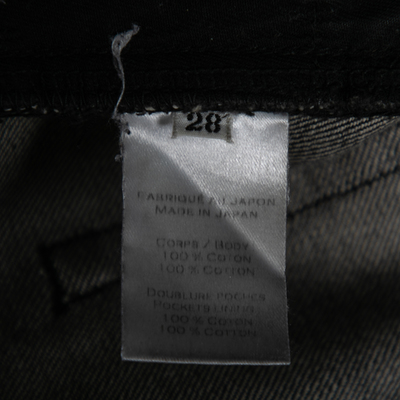 28
FABRIQUÉ AU JAPON
MADE IN JAPAN
CORPS / BODY
100 % COTON
100 % COTTON
DOUBLURE POCHES
POCKETS LINING
100 % COTON
100 % COTTON